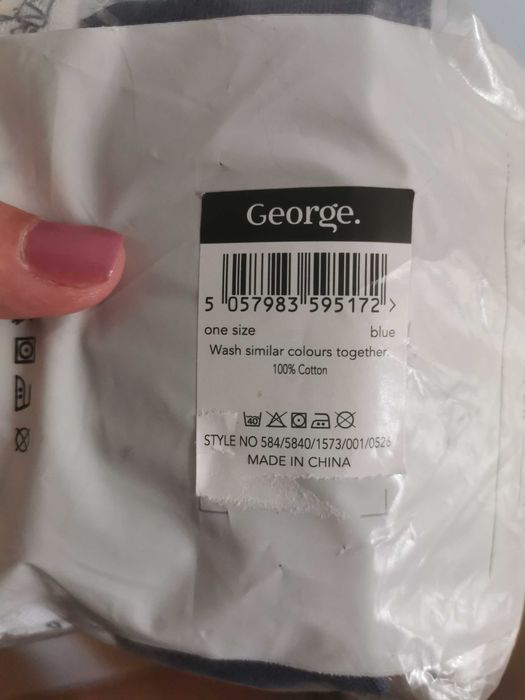 George.
5 057983 595172 >
one size blue
Wash similar colours together.
100% Cotton
40
STYLE NO 584/5840/1573/001/0526
MADE IN CHINA